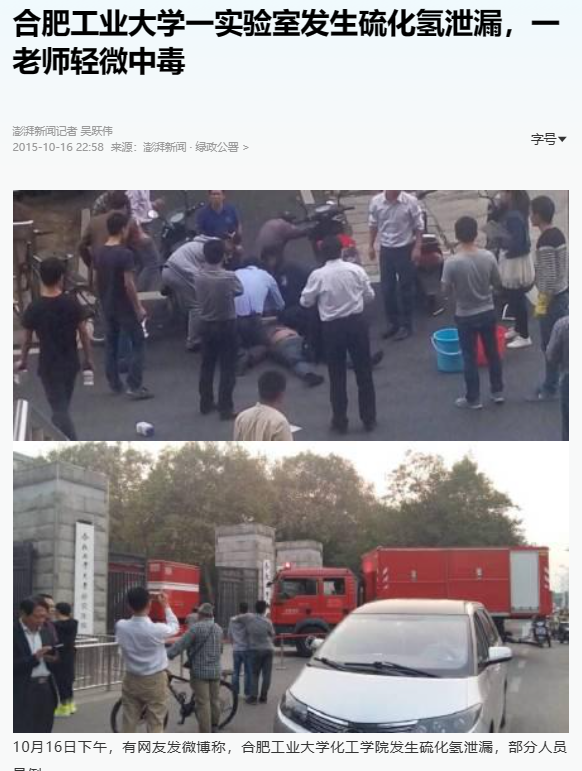 合肥工业大学一实验室发生硫化氢泄漏，一
老师轻微中毒
澎湃新闻记者 吴跃伟
2015-10-16 22:58 来源：澎湃新闻 · 绿政公署 >
字号
10月16日下午，有网友发微博称，合肥工业大学化工学院发生硫化氢泄漏，部分人员